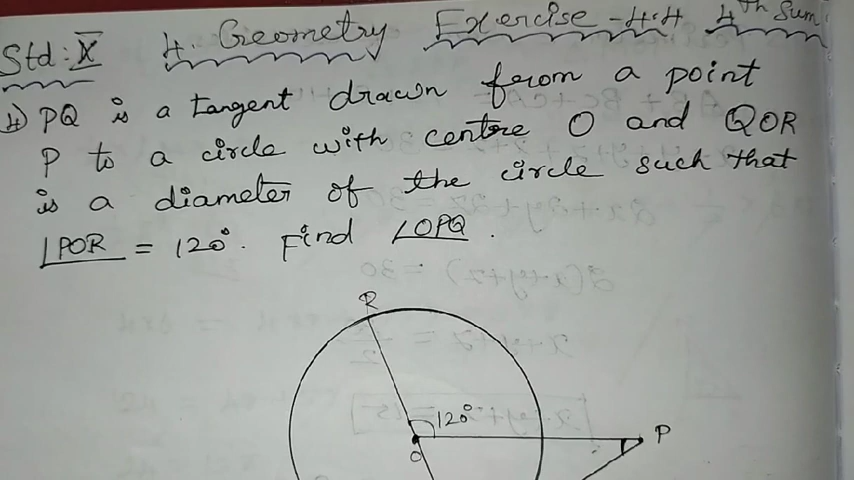 Std: X 4. Geometry Exercise - 4.4 4th Sum
4) PQ is a tangent drawn from a point
P to a circle with centre O and QOR
is a diameter of the circle such that
∠POR = 120°. Find ∠OPQ.
R
120°
P
O